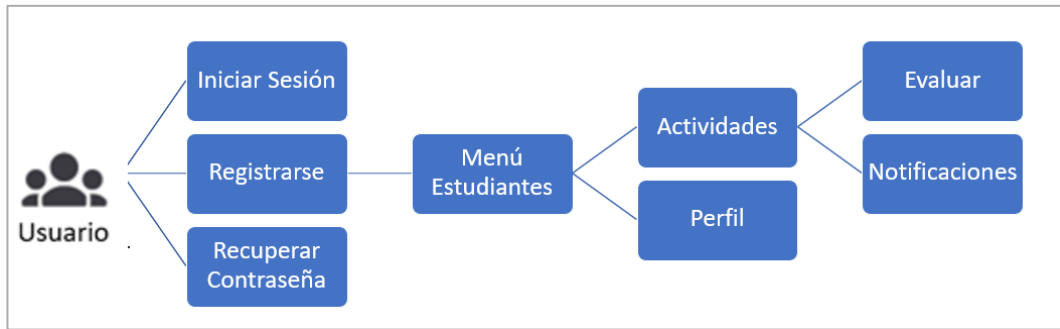 Iniciar Sesión
Registrarse
Recuperar
Contraseña
Usuario
Menú
Estudiantes
Actividades
Perfil
Evaluar
Notificaciones